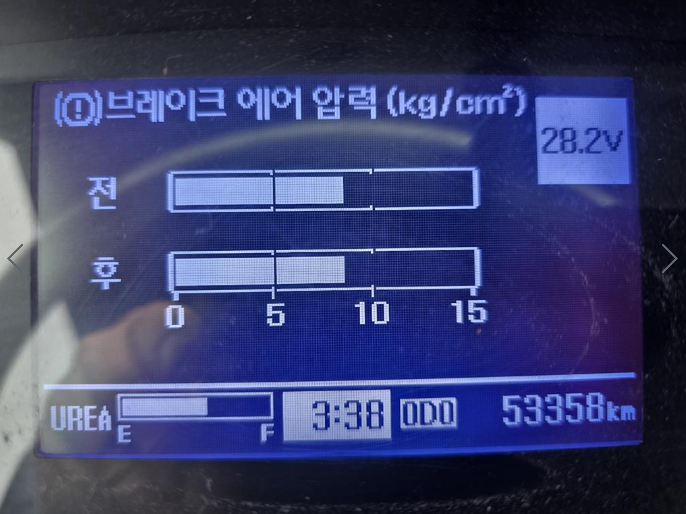 (!)브레이크 에어 압력 (kg/cm²)
28.2V
전
후
0 5 10 15
UREA E F 3:38 ODO 53358km